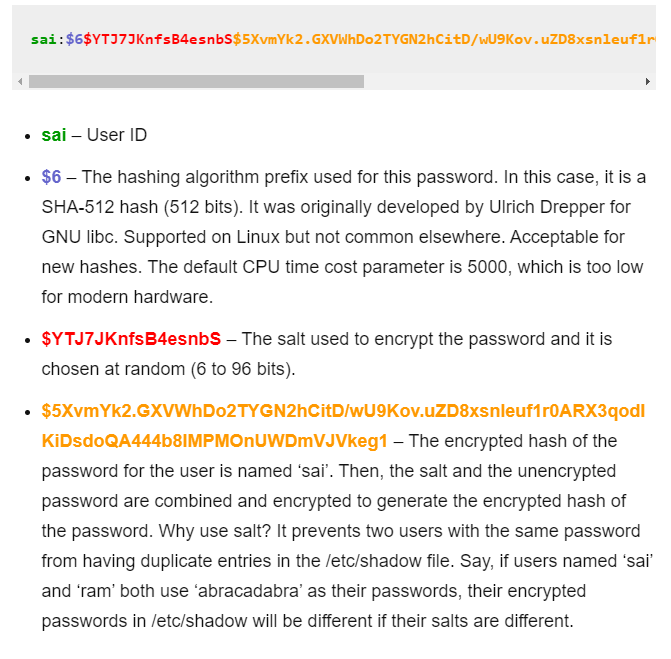 sai:$6$YTJ7JKnfsB4esnbS$5XvmYk2.GXVWhDo2TYGN2hCitD/wU9Kov.uZD8xsnleuf1r
sai – User ID
$6 – The hashing algorithm prefix used for this password. In this case, it is a
SHA-512 hash (512 bits). It was originally developed by Ulrich Drepper for
GNU libc. Supported on Linux but not common elsewhere. Acceptable for
new hashes. The default CPU time cost parameter is 5000, which is too low
for modern hardware.
$YTJ7JKnfsB4esnbS – The salt used to encrypt the password and it is
chosen at random (6 to 96 bits).
$5XvmYk2.GXVWhDo2TYGN2hCitD/wU9Kov.uZD8xsnleuf1r0ARX3qodI
KiDsdoQA444b8IMPMOnUWDmVJVkeg1 – The encrypted hash of the
password for the user is named ‘sai’. Then, the salt and the unencrypted
password are combined and encrypted to generate the encrypted hash of
the password. Why use salt? It prevents two users with the same password
from having duplicate entries in the /etc/shadow file. Say, if users named ‘sai’
and ‘ram’ both use ‘abracadabra’ as their passwords, their encrypted
passwords in /etc/shadow will be different if their salts are different.